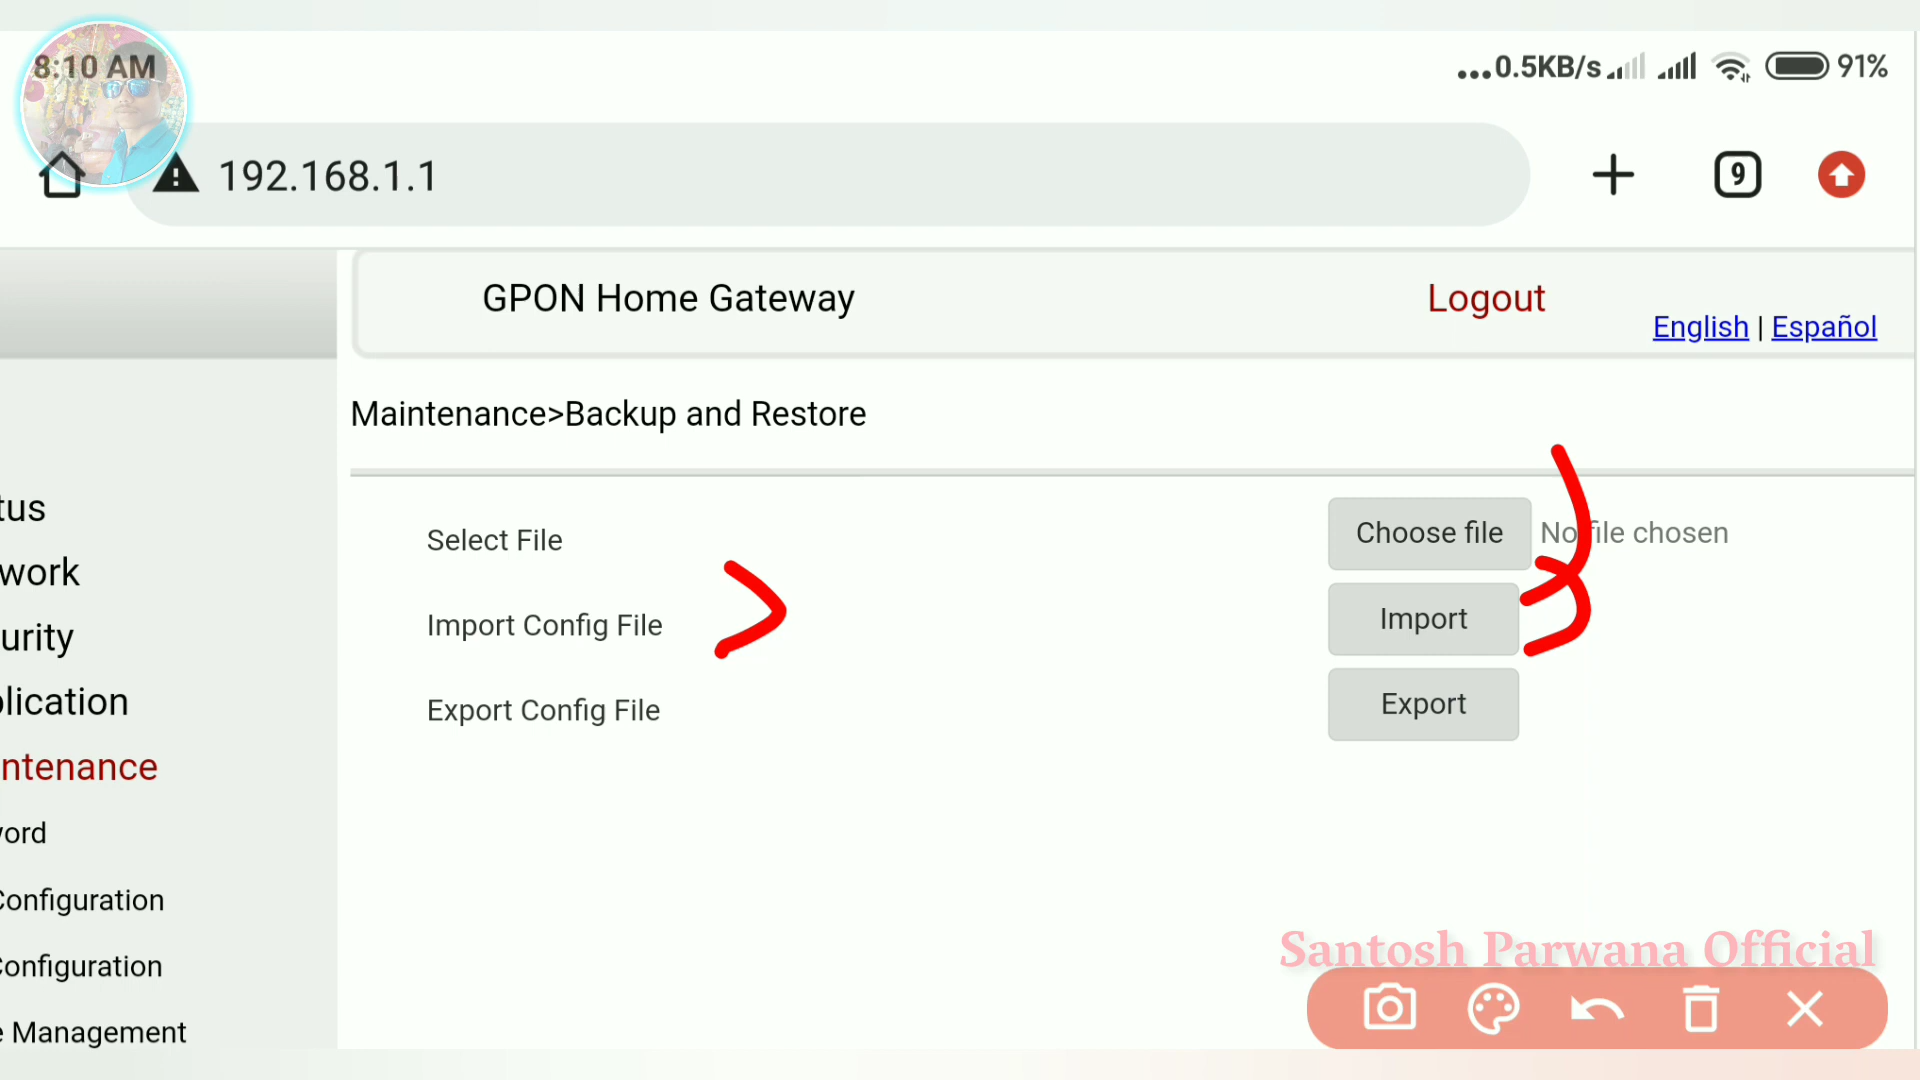 8:10 AM
...0.5KB/s
91%
192.168.1.1
9
GPON Home Gateway
Logout
English | Español
Maintenance>Backup and Restore
tus
work
urity
lication
ntenance
ord
Configuration
Configuration
e Management
Select File
Choose file
No file chosen
Import Config File
Import
Export Config File
Export
Santosh Parwana Official